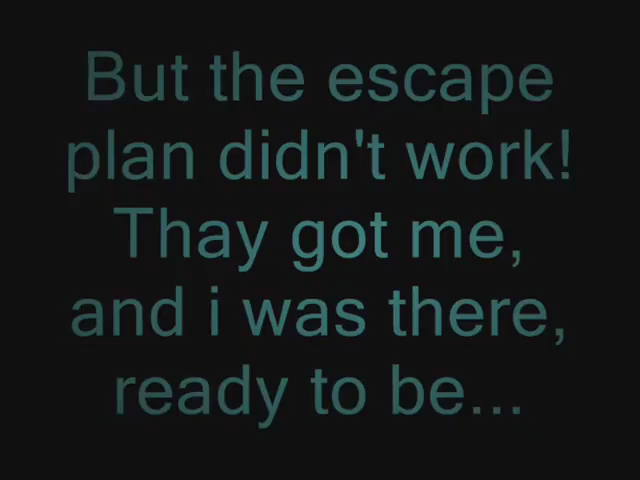 But the escape
plan didn't work!
Thay got me,
and i was there,
ready to be...